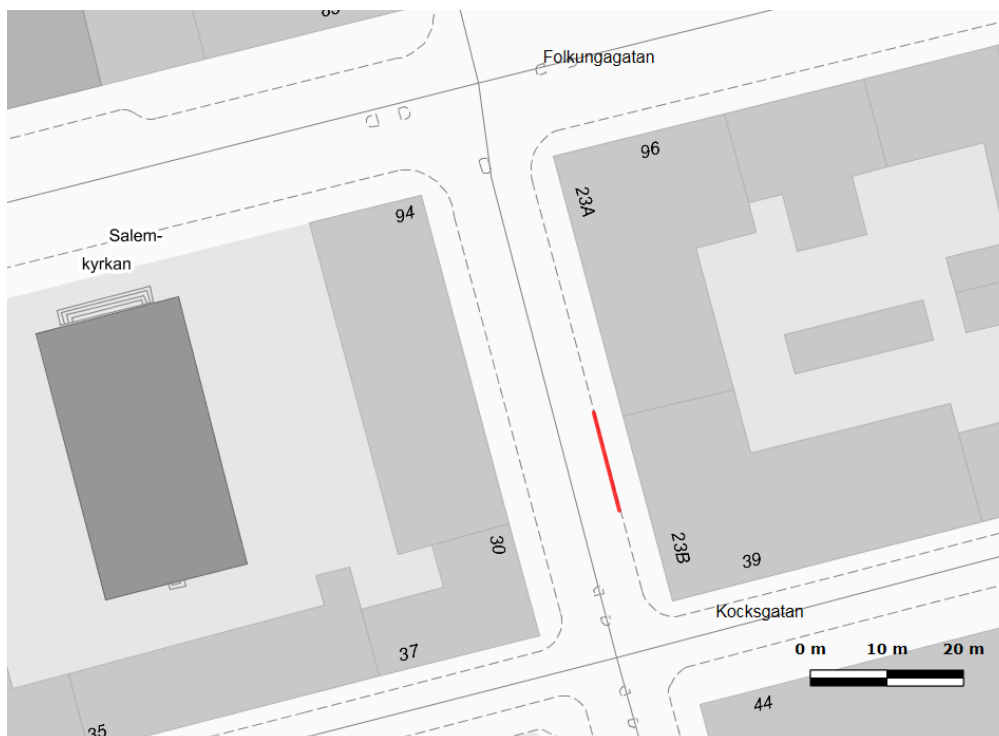 Folkungagatan
96
23A
94
Salem-
kyrkan
30
23B
39
Kocksgatan
37
0 m 10 m 20 m
44
35